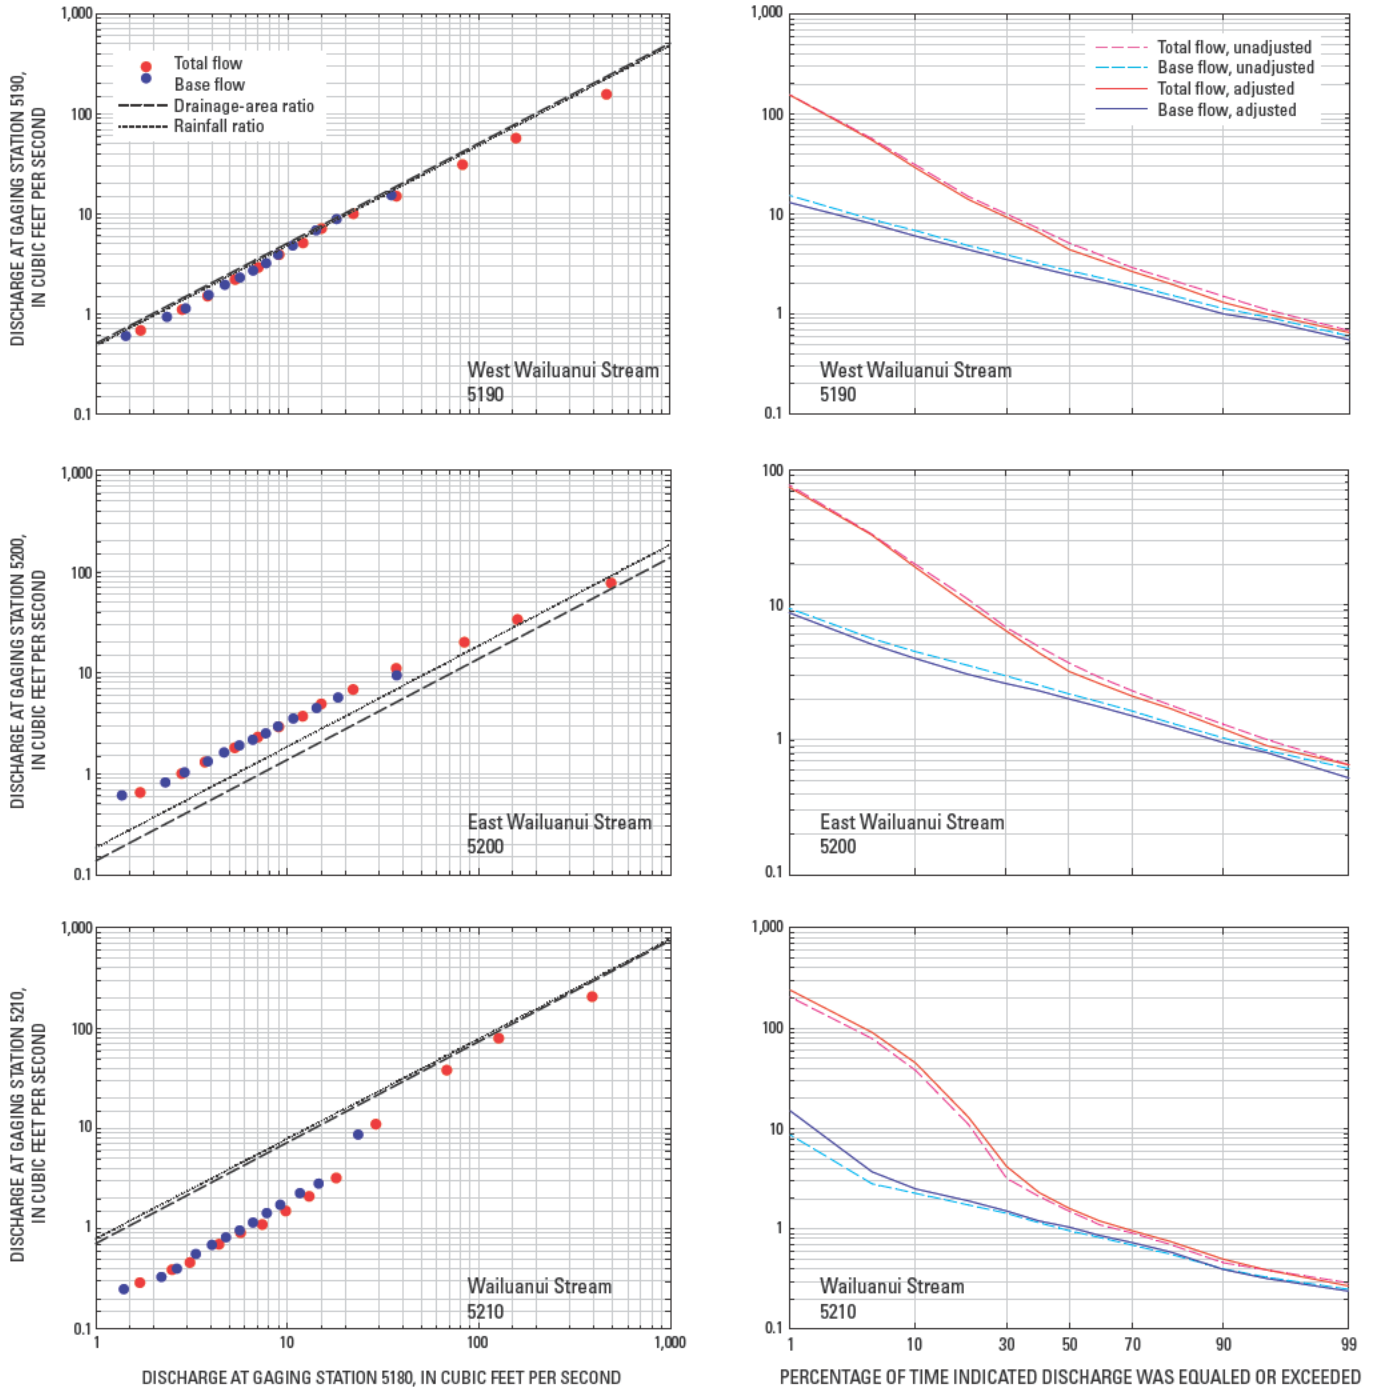 DISCHARGE AT GAGING STATION 5190,
IN CUBIC FEET PER SECOND
1,000
100
10
1
0.1
Total flow
Base flow
Drainage-area ratio
Rainfall ratio
West Wailuanui Stream
5190
1,000
100
10
1
0.1
Total flow, unadjusted
Base flow, unadjusted
Total flow, adjusted
Base flow, adjusted
West Wailuanui Stream
5190
DISCHARGE AT GAGING STATION 5200,
IN CUBIC FEET PER SECOND
1,000
100
10
1
0.1
East Wailuanui Stream
5200
100
10
1
0.1
East Wailuanui Stream
5200
DISCHARGE AT GAGING STATION 5210,
IN CUBIC FEET PER SECOND
1,000
100
10
1
0.1
Wailuanui Stream
5210
1 10 100 1,000
DISCHARGE AT GAGING STATION 5180, IN CUBIC FEET PER SECOND
1,000
100
10
1
0.1
Wailuanui Stream
5210
1 10 30 50 70 90 99
PERCENTAGE OF TIME INDICATED DISCHARGE WAS EQUALED OR EXCEEDED